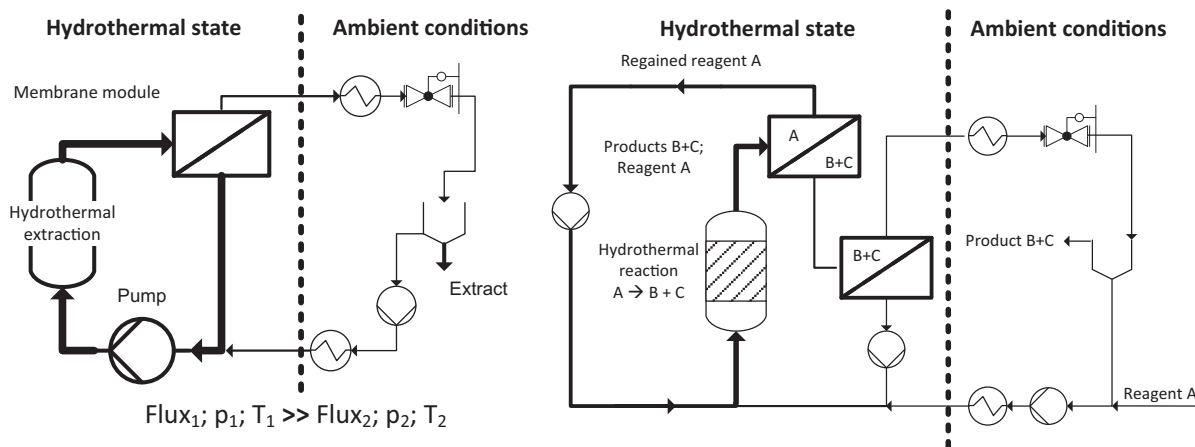 Hydrothermal state
Ambient conditions
Membrane module
Hydrothermal
extraction
Pump
Extract
Flux₁; p₁; T₁ >> Flux₂; p₂; T₂
Hydrothermal state
Ambient conditions
Regained reagent A
A
B+C
Products B+C;
Reagent A
Hydrothermal
reaction
A → B + C
B+C
Product B+C
Reagent A